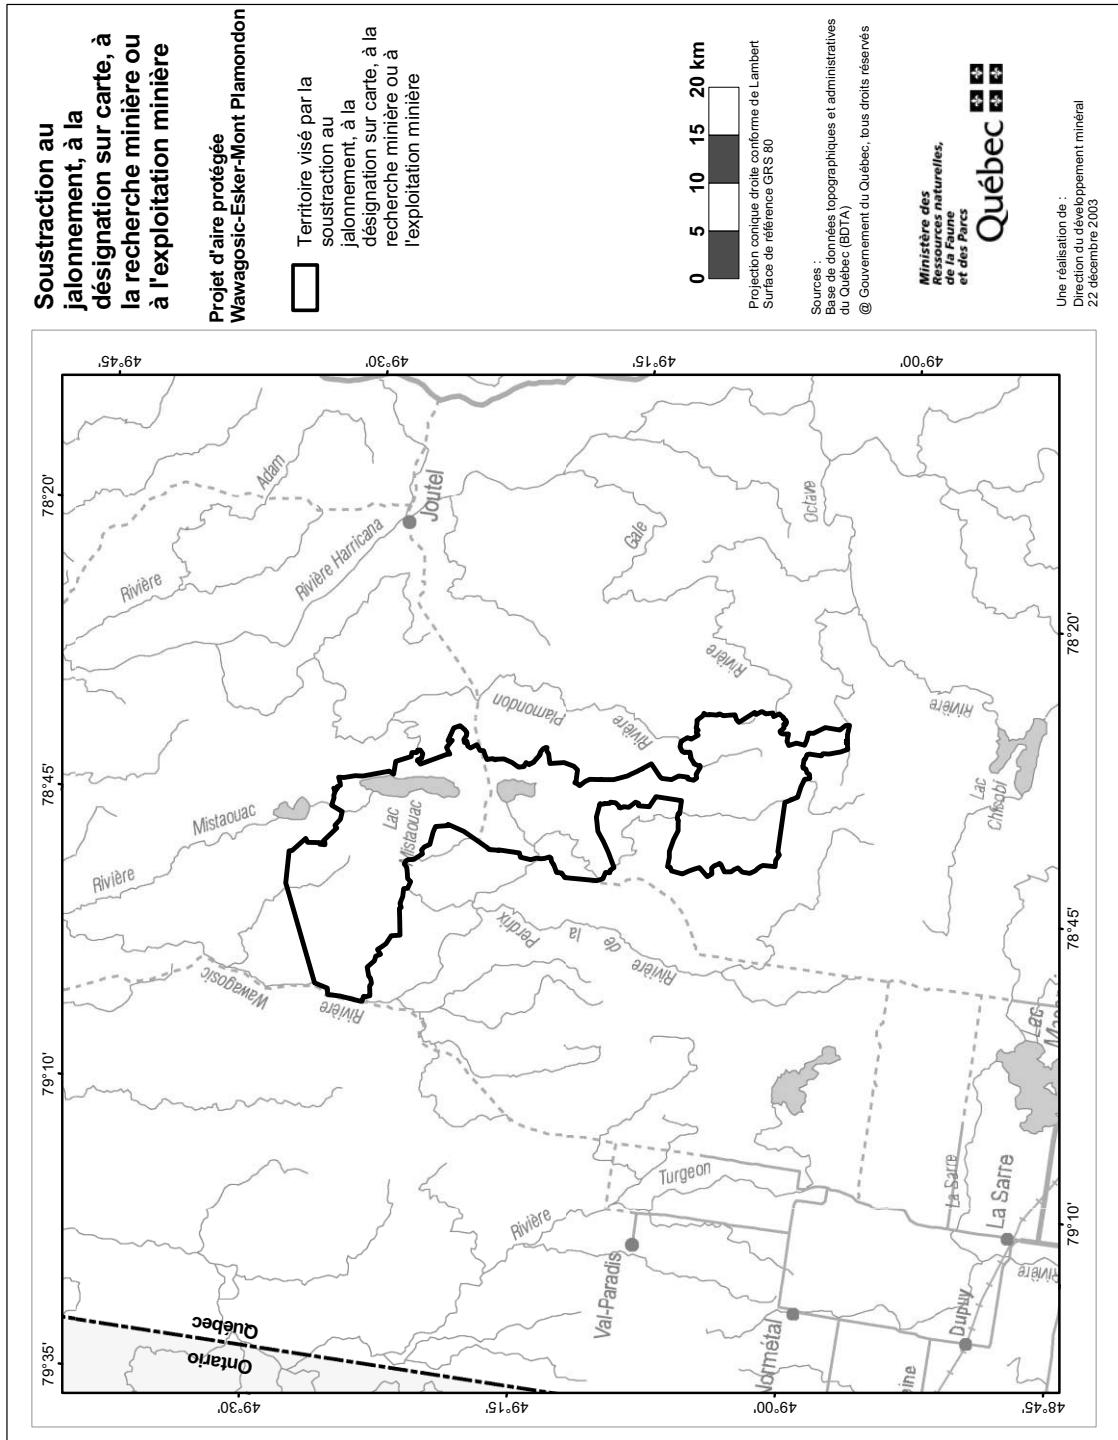 Soustraction au
jalonnement, à la
désignation sur carte, à
la recherche minière ou
à l'exploitation minière
Projet d'aire protégée
Wawagosic-Esker-Mont Plamondon
Territoire visé par la
soustraction au
jalonnement, à la
désignation sur carte, à la
recherche minière ou à
l'exploitation minière
0 5 10 15 20 km
Projection conique droite conforme de Lambert
Surface de référence GRS 80
Sources :
Base de données topographiques et administratives
du Québec (BDTA)
@ Gouvernement du Québec, tous droits réservés
Ministère des
Ressources naturelles,
de la Faune
et des Parcs
Québec
Une réalisation de :
Direction du développement minéral
22 décembre 2003
49°45'
49°30'
49°15'
49°00'
78°20'
78°45'
79°10'
79°35'
78°20'
78°45'
79°10'
49°30'
49°15'
49°00'
48°45'
Rivière Adam
Rivière Harricana
Joutel
Gale
Rivière
Octave
Rivière
Plamondon
Rivière
Rivière Mistaouac
Lac
Mistaouac
Lac
Chicobi
Wawagosic
Rivière
Rivière de la Perdrix
Lac
Rivière Turgeon
Val-Paradis
La Sarre
La Sarre
Rivière
Dupuy
Normétal
Québec
Ontario